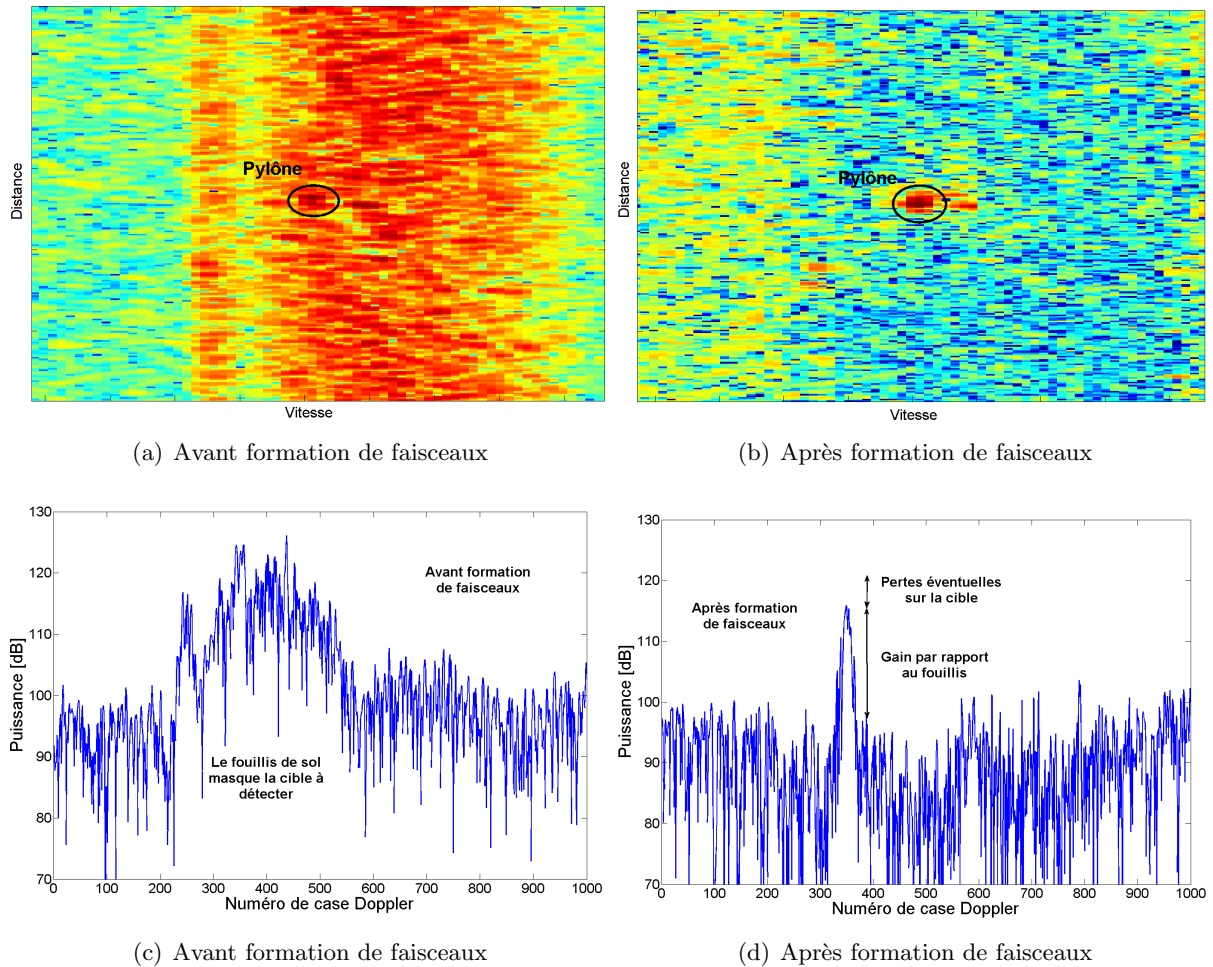 Pylône
Distance
Vitesse
(a) Avant formation de faisceaux
Pylône
Distance
Vitesse
(b) Après formation de faisceaux
130
120
110
100
90
80
70
0 100 200 300 400 500 600 700 800 900 1000
Puissance [dB]
Numéro de case Doppler
Avant formation
de faisceaux
Le fouillis de sol
masque la cible à
détecter
(c) Avant formation de faisceaux
130
120
110
100
90
80
70
0 100 200 300 400 500 600 700 800 900 1000
Puissance [dB]
Numéro de case Doppler
Après formation
de faisceaux
Pertes éventuelles
sur la cible
Gain par rapport
au fouillis
(d) Après formation de faisceaux